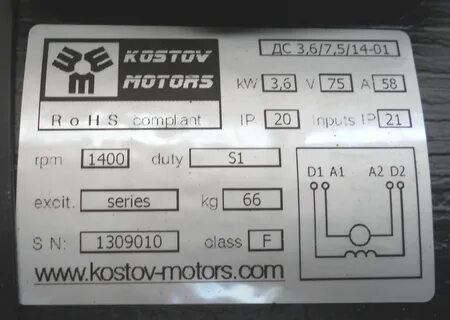 KOSTOV
MOTORS
RoHS compliant
ДС 3,6/7,5/14-01
kW 3,6 V 75 A 58
IP 20 Inputs IP 21
rpm 1400 duty S1
excit. series kg 66
S N: 1309010 class F
D1 A1 A2 D2
www.kostov-motors.com